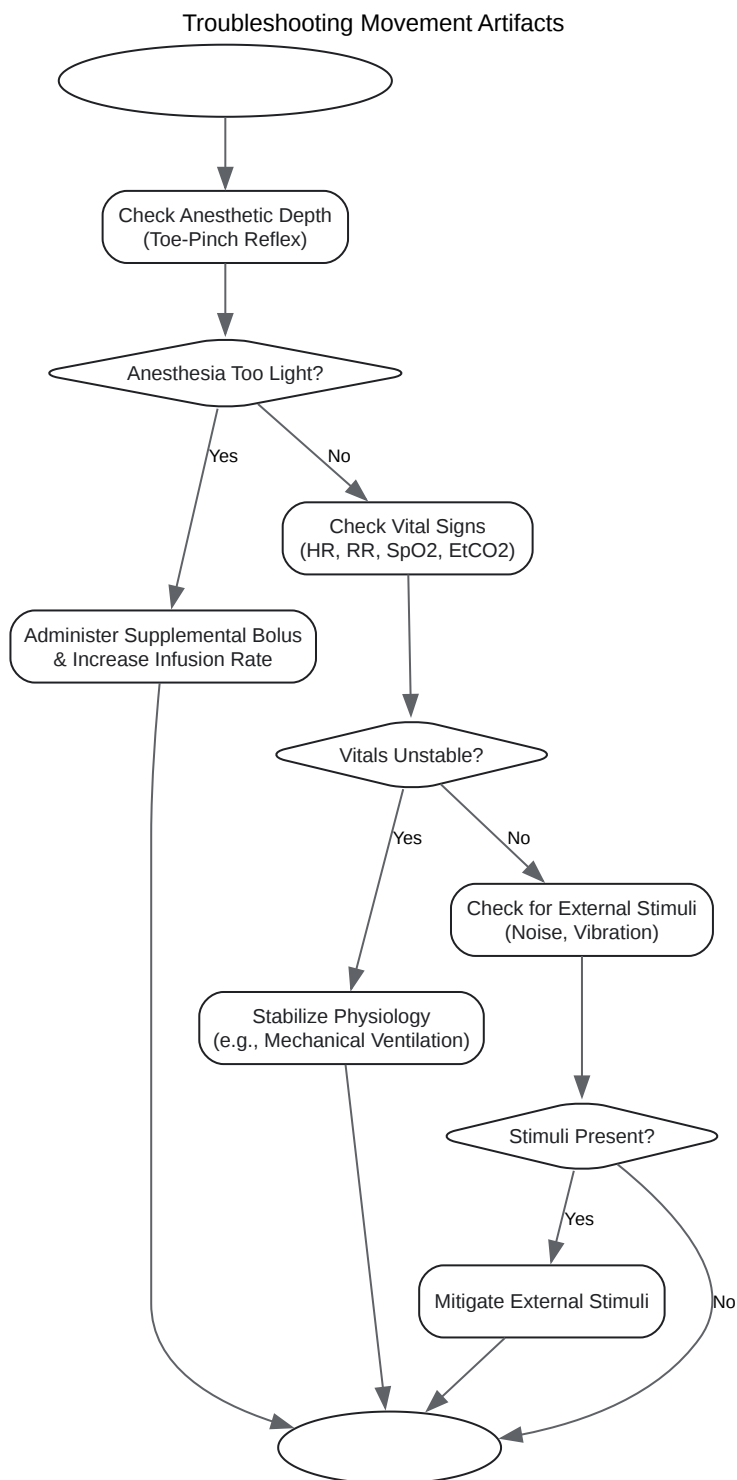 Troubleshooting Movement Artifacts
Check Anesthetic Depth
(Toe-Pinch Reflex)
Anesthesia Too Light?
Yes
No
Check Vital Signs
(HR, RR, SpO2, EtCO2)
Administer Supplemental Bolus
& Increase Infusion Rate
Vitals Unstable?
Yes
No
Check for External Stimuli
(Noise, Vibration)
Stabilize Physiology
(e.g., Mechanical Ventilation)
Stimuli Present?
Yes
No
Mitigate External Stimuli